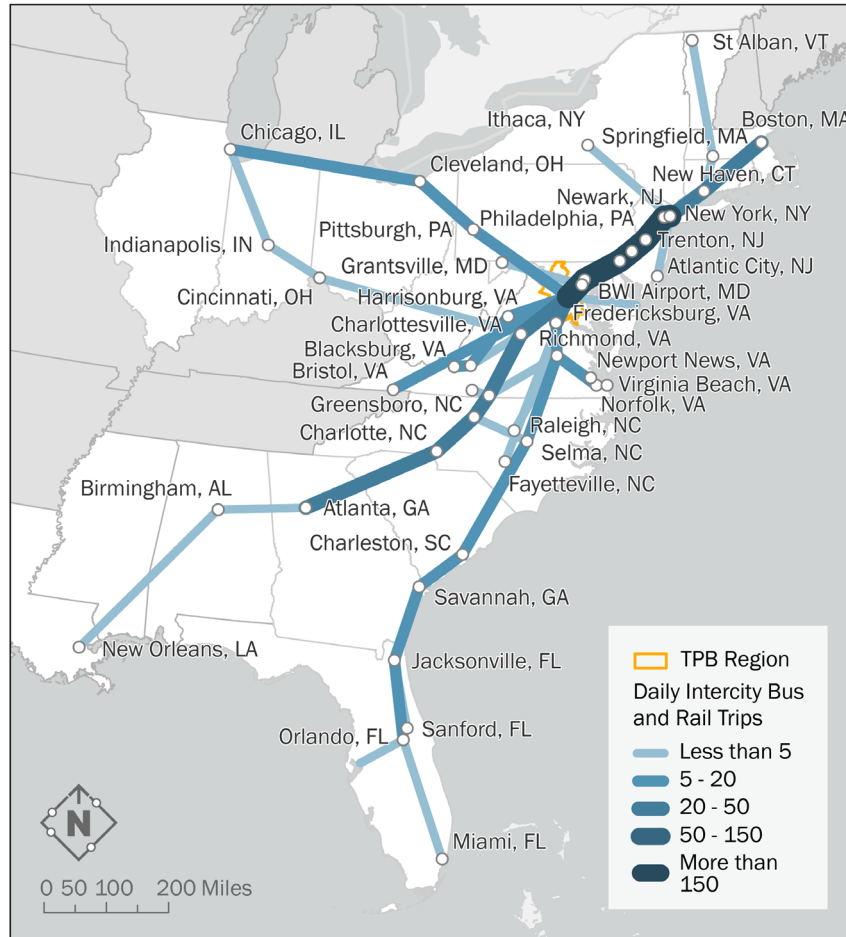 St Alban, VT
Ithaca, NY
Boston, MA
Springfield, MA
Chicago, IL
Cleveland, OH
New Haven, CT
Newark, NJ
Philadelphia, PA
New York, NY
Pittsburgh, PA
Trenton, NJ
Indianapolis, IN
Grantsville, MD
Atlantic City, NJ
Cincinnati, OH
Harrisonburg, VA
BWI Airport, MD
Charlottesville, VA
Fredericksburg, VA
Richmond, VA
Blacksburg, VA
Bristol, VA
Newport News, VA
Virginia Beach, VA
Greensboro, NC
Norfolk, VA
Charlotte, NC
Raleigh, NC
Selma, NC
Birmingham, AL
Fayetteville, NC
Atlanta, GA
Charleston, SC
Savannah, GA
New Orleans, LA
Jacksonville, FL
Orlando, FL
Sanford, FL
Miami, FL
N
0 50 100 200 Miles
TPB Region
Daily Intercity Bus
and Rail Trips
Less than 5
5 - 20
20 - 50
50 - 150
More than
150